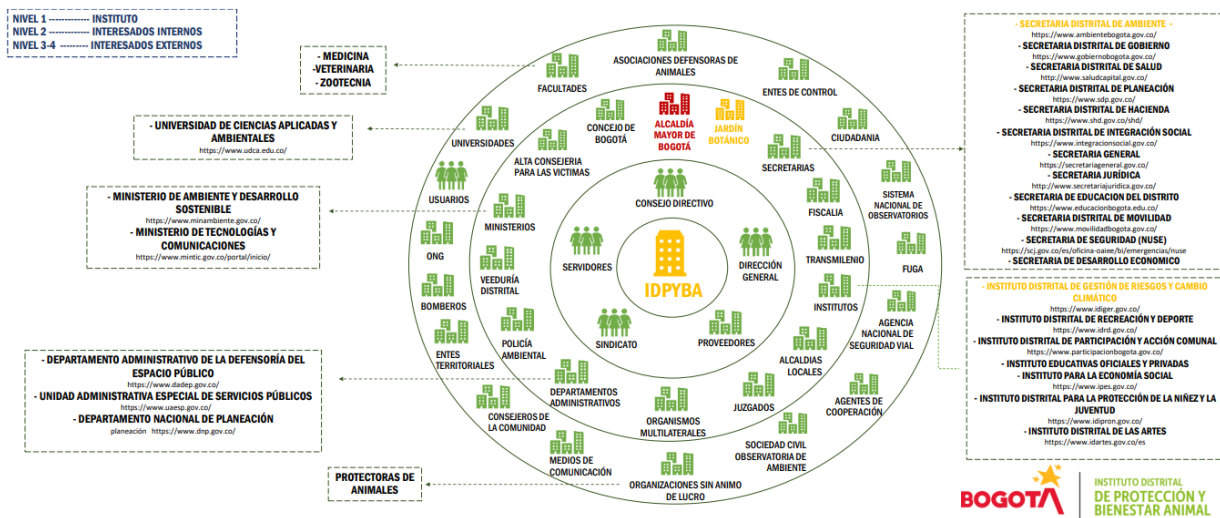 NIVEL 1 ------------- INSTITUTO
NIVEL 2 ------------ INTERESADOS INTERNOS
NIVEL 3-4 --------- INTERESADOS EXTERNOS
- MEDICINA
-VETERINARIA
- ZOOTECNIA
- UNIVERSIDAD DE CIENCIAS APLICADAS Y
AMBIENTALES
https://www.udca.edu.co/
- MINISTERIO DE AMBIENTE Y DESARROLLO
SOSTENIBLE
https://www.minambiente.gov.co/
- MINISTERIO DE TECNOLOGÍAS Y
COMUNICACIONES
https://www.mintic.gov.co/portal/inicio/
- DEPARTAMENTO ADMINISTRATIVO DE LA DEFENSORÍA DEL
ESPACIO PÚBLICO
https://www.dadep.gov.co/
- UNIDAD ADMINISTRATIVA ESPECIAL DE SERVICIOS PÚBLICOS
https://www.uaesp.gov.co/
- DEPARTAMENTO NACIONAL DE PLANEACIÓN
planeación https://www.dnp.gov.co/
PROTECTORAS DE
ANIMALES
ASOCIACIONES DEFENSORAS DE
ANIMALES
FACULTADES
ENTES DE CONTROL
UNIVERSIDADES
CIUDADANIA
USUARIOS
SISTEMA
NACIONAL DE
OBSERVATORIOS
ONG
FUGA
BOMBEROS
AGENCIA
NACIONAL DE
SEGURIDAD VIAL
ENTES
TERRITORIALES
AGENTES DE
COOPERACIÓN
CONSEJEROS DE
LA COMUNIDAD
SOCIEDAD CIVIL
OBSERVATORIA DE
AMBIENTE
MEDIOS DE
COMUNICACIÓN
ORGANIZACIONES SIN ANIMO
DE LUCRO
CONCEJO DE
BOGOTÁ
ALCALDÍA
MAYOR DE
BOGOTÁ
JARDÍN
BOTÁNICO
ALTA CONSEJERIA
PARA LAS VICTIMAS
SECRETARIAS
MINISTERIOS
FISCALIA
VEEDURÍA
DISTRITAL
TRANSMILENIO
INSTITUTOS
POLICÍA
AMBIENTAL
ALCALDIAS
LOCALES
DEPARTAMENTOS
ADMINISTRATIVOS
JUZGADOS
ORGANISMOS
MULTILATERALES
CONSEJO DIRECTIVO
SERVIDORES
DIRECCIÓN
GENERAL
SINDICATO
PROVEEDORES
IDPYBA
- SECRETARIA DISTRITAL DE AMBIENTE -
https://www.ambientebogota.gov.co/
- SECRETARIA DISTRITAL DE GOBIERNO
https://www.gobiernobogota.gov.co/
- SECRETARIA DISTRITAL DE SALUD
http://www.saludcapital.gov.co/
- SECRETARIA DISTRITAL DE PLANEACIÓN
https://www.sdp.gov.co/
- SECRETARIA DISTRITAL DE HACIENDA
https://www.shd.gov.co/shd/
- SECRETARIA DISTRITAL DE INTEGRACIÓN SOCIAL
https://www.integracionsocial.gov.co/
- SECRETARIA GENERAL
https://secretariageneral.gov.co/
- SECRETARIA JURÍDICA
http://www.secretariajuridica.gov.co/
- SECRETARIA DE EDUCACION DEL DISTRITO
https://www.educacionbogota.edu.co/
- SECRETARIA DISTRITAL DE MOVILIDAD
https://www.movilidadbogota.gov.co/
- SECRETARIA DE SEGURIDAD (NUSE)
https://scj.gov.co/es/oficina-oaiee/bi/emergencias/nuse
- SECRETARIA DE DESARROLLO ECONOMICO
- INSTITUTO DISTRITAL DE GESTIÓN DE RIESGOS Y CAMBIO
CLIMÁTICO
https://www.idiger.gov.co/
- INSTITUTO DISTRITAL DE RECREACIÓN Y DEPORTE
https://www.idrd.gov.co/
- INSTITUTO DISTRITAL DE PARTICIPACIÓN Y ACCIÓN COMUNAL
https://www.participacionbogota.gov.co/
- INSTITUTO EDUCATIVAS OFICIALES Y PRIVADAS
- INSTITUTO PARA LA ECONOMÍA SOCIAL
https://www.ipes.gov.co/
- INSTITUTO DISTRITAL PARA LA PROTECCIÓN DE LA NIÑEZ Y LA
JUVENTUD
https://www.idipron.gov.co/
- INSTITUTO DISTRITAL DE LAS ARTES
https://www.idartes.gov.co/es
BOGOTÁ
INSTITUTO DISTRITAL
DE PROTECCIÓN Y
BIENESTAR ANIMAL